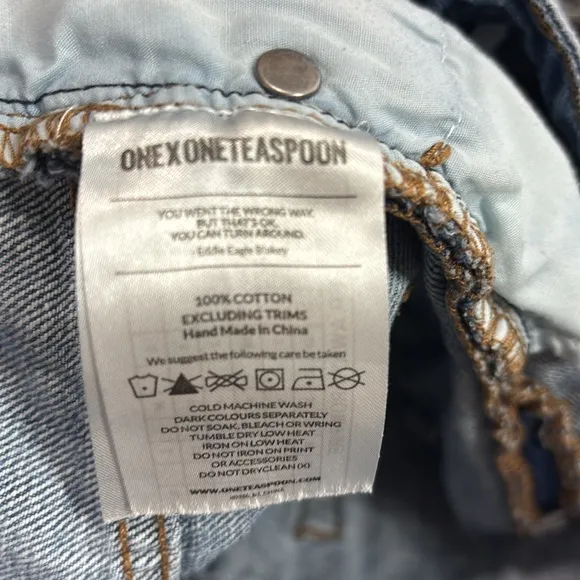 ONEXONETEASPOON
YOU WENT THE WRONG WAY.
BUT THAT'S OK.
YOU CAN TURN AROUND.
- Eddie Eagle Blakey
100% COTTON
EXCLUDING TRIMS
Hand Made in China
We suggest the following care be taken
COLD MACHINE WASH
DARK COLOURS SEPARATELY
DO NOT SOAK, BLEACH OR WRING
TUMBLE DRY LOW HEAT
IRON ON LOW HEAT
DO NOT IRON ON PRINT
OR ACCESSORIES
DO NOT DRYCLEAN
WWW.ONETEASPOON.COM